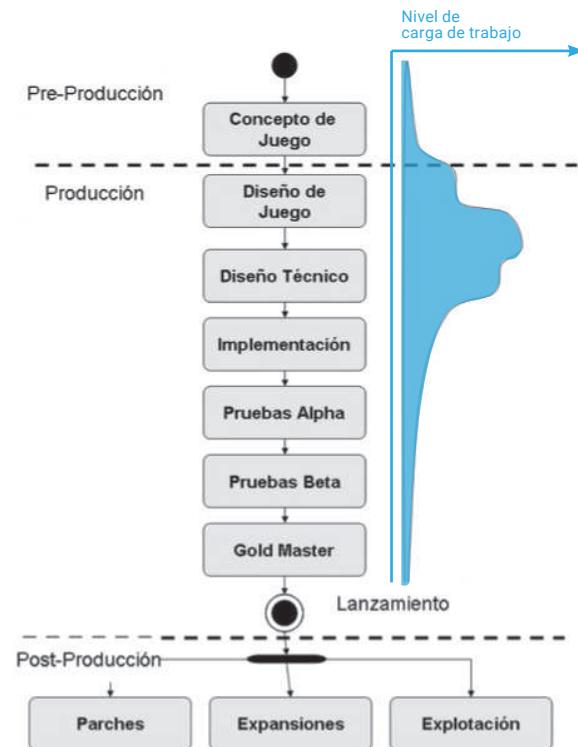 Nivel de
carga de trabajo
Pre-Producción
Concepto de
Juego
Producción
Diseño de
Juego
Diseño Técnico
Implementación
Pruebas Alpha
Pruebas Beta
Gold Master
Lanzamiento
Post-Producción
Parches
Expansiones
Explotación